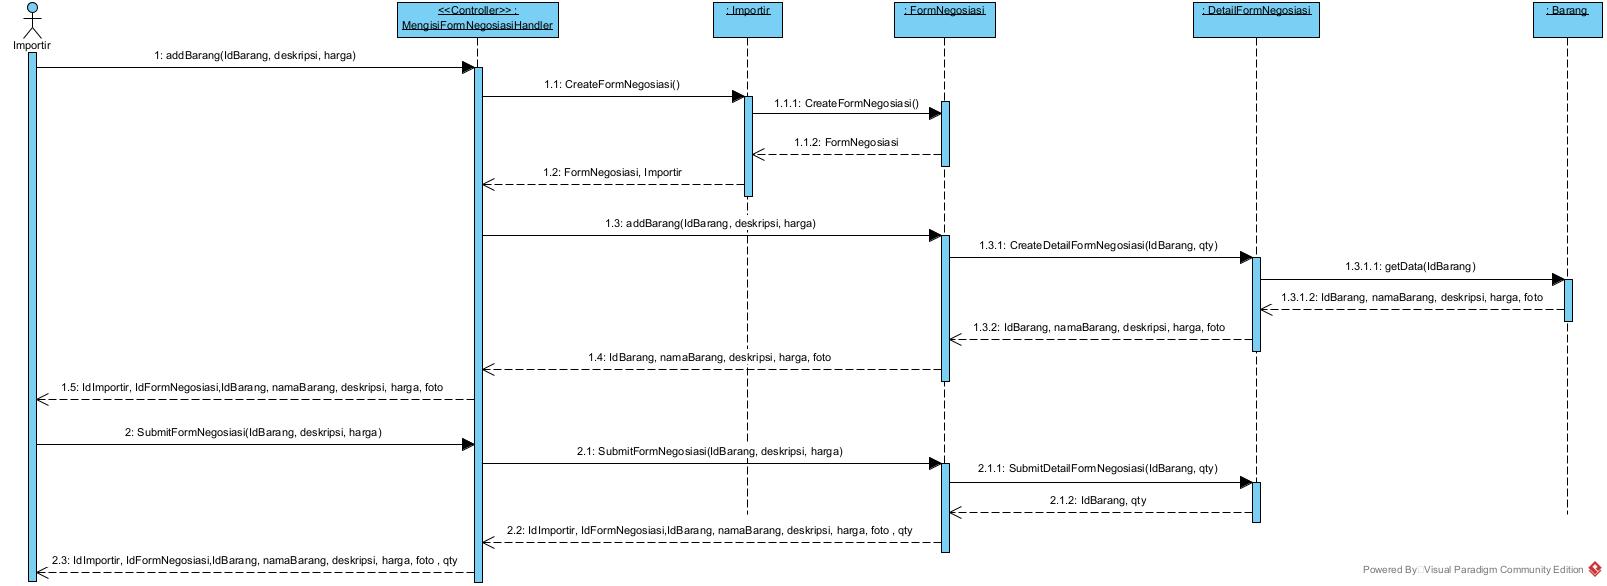 <<Controller>> :
MengisiFormNegosiasiHandler
: Importir
: FormNegosiasi
: DetailFormNegosiasi
: Barang
Importir
1: addBarang(IdBarang, deskripsi, harga)
1.1: CreateFormNegosiasi()
1.1.1: CreateFormNegosiasi()
1.1.2: FormNegosiasi
1.2: FormNegosiasi, Importir
1.3: addBarang(IdBarang, deskripsi, harga)
1.3.1: CreateDetailFormNegosiasi(IdBarang, qty)
1.3.1.1: getData(IdBarang)
1.3.1.2: IdBarang, namaBarang, deskripsi, harga, foto
1.3.2: IdBarang, namaBarang, deskripsi, harga, foto
1.4: IdBarang, namaBarang, deskripsi, harga, foto
1.5: IdImportir, IdFormNegosiasi,IdBarang, namaBarang, deskripsi, harga, foto
2: SubmitFormNegosiasi(IdBarang, deskripsi, harga)
2.1: SubmitFormNegosiasi(IdBarang, deskripsi, harga)
2.1.1: SubmitDetailFormNegosiasi(IdBarang, qty)
2.1.2: IdBarang, qty
2.2: IdImportir, IdFormNegosiasi,IdBarang, namaBarang, deskripsi, harga, foto , qty
2.3: IdImportir, IdFormNegosiasi,IdBarang, namaBarang, deskripsi, harga, foto , qty
Powered By Visual Paradigm Community Edition